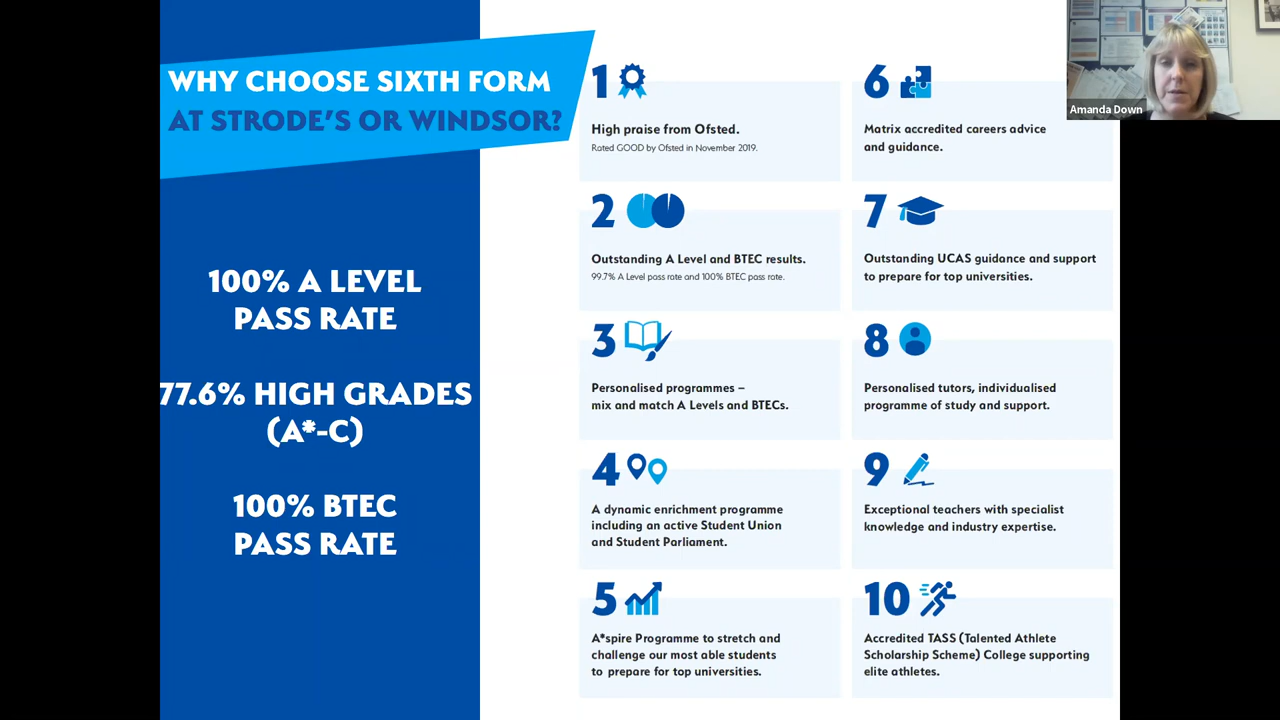 WHY CHOOSE SIXTH FORM
AT STRODE'S OR WINDSOR?
100% A LEVEL
PASS RATE
77.6% HIGH GRADES
(A*-C)
100% BTEC
PASS RATE
1
High praise from Ofsted.
Rated GOOD by Ofsted in November 2019.
2
Outstanding A Level and BTEC results.
99.7% A Level pass rate and 100% BTEC pass rate.
3
Personalised programmes –
mix and match A Levels and BTECs.
4
A dynamic enrichment programme
including an active Student Union
and Student Parliament.
5
A*spire Programme to stretch and
challenge our most able students
to prepare for top universities.
6
Matrix accredited careers advice
and guidance.
7
Outstanding UCAS guidance and support
to prepare for top universities.
8
Personalised tutors, individualised
programme of study and support.
9
Exceptional teachers with specialist
knowledge and industry expertise.
10
Accredited TASS (Talented Athlete
Scholarship Scheme) College supporting
elite athletes.
Amanda Down